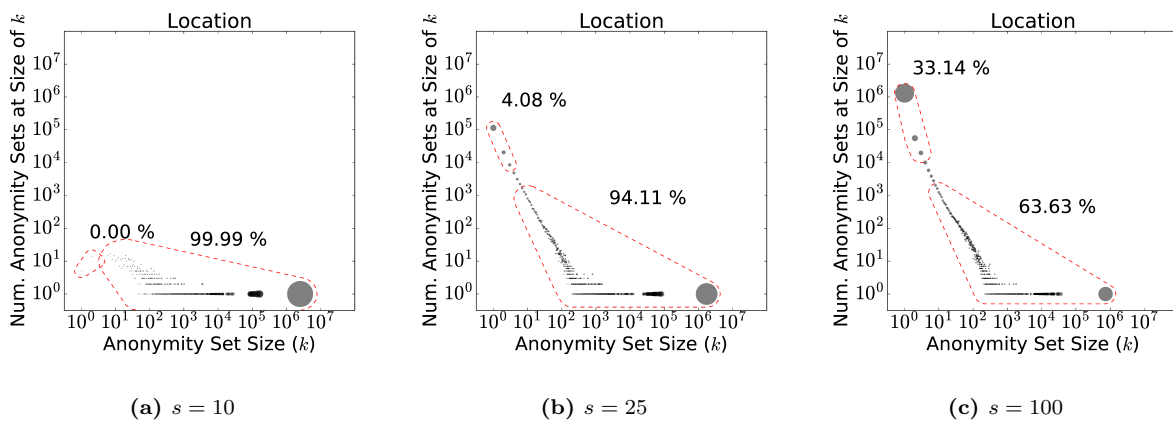 Location
Num. Anonymity Sets at Size of k
10^7
10^6
10^5
10^4
10^3
10^2
10^1
10^0
0.00 %
99.99 %
10^0 10^1 10^2 10^3 10^4 10^5 10^6 10^7
Anonymity Set Size (k)
(a) s = 10
Location
Num. Anonymity Sets at Size of k
10^7
10^6
10^5
10^4
10^3
10^2
10^1
10^0
4.08 %
94.11 %
10^0 10^1 10^2 10^3 10^4 10^5 10^6 10^7
Anonymity Set Size (k)
(b) s = 25
Location
Num. Anonymity Sets at Size of k
10^7
10^6
10^5
10^4
10^3
10^2
10^1
10^0
33.14 %
63.63 %
10^0 10^1 10^2 10^3 10^4 10^5 10^6 10^7
Anonymity Set Size (k)
(c) s = 100